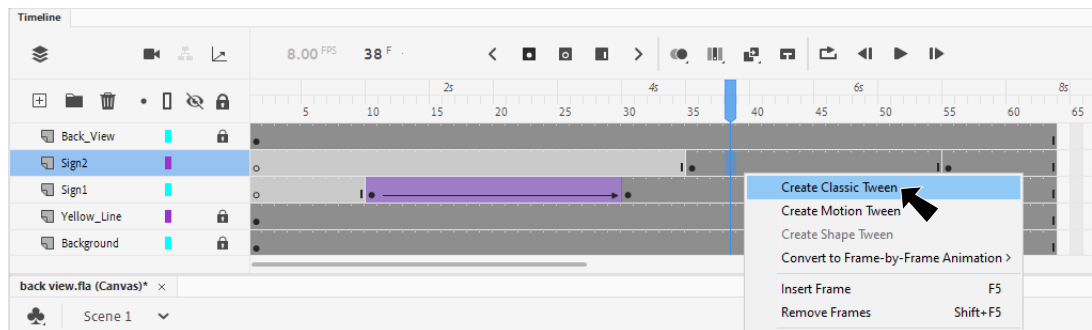 Timeline
8.00 FPS 38 F
2s 4s 6s 8s
5 10 15 20 25 30 35 40 45 50 55 60 65
Back_View
Sign2
Sign1
Yellow_Line
Background
Create Classic Tween
Create Motion Tween
Create Shape Tween
Convert to Frame-by-Frame Animation >
Insert Frame F5
Remove Frames Shift+F5
back view.fla (Canvas)* ×
Scene 1